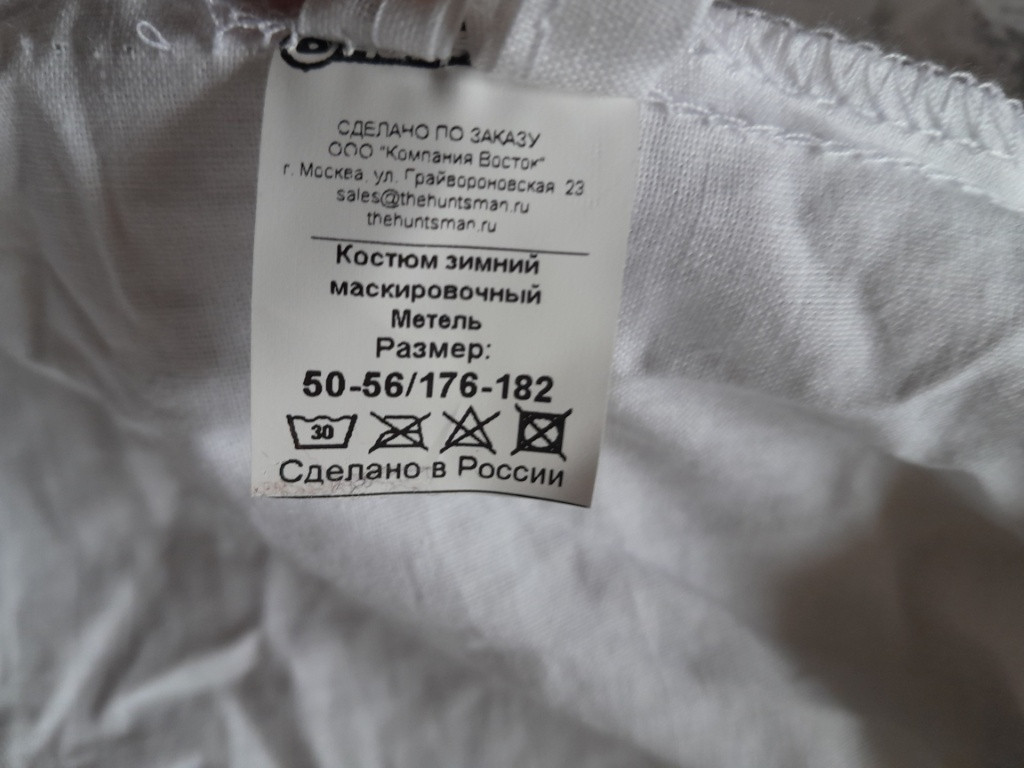 СДЕЛАНО ПО ЗАКАЗУ
ООО "Компания Восток"
г. Москва, ул. Грайвороновская 23
sales@thehuntsman.ru
thehuntsman.ru
Костюм зимний
маскировочный
Метель
Размер:
50-56/176-182
30
Сделано в России